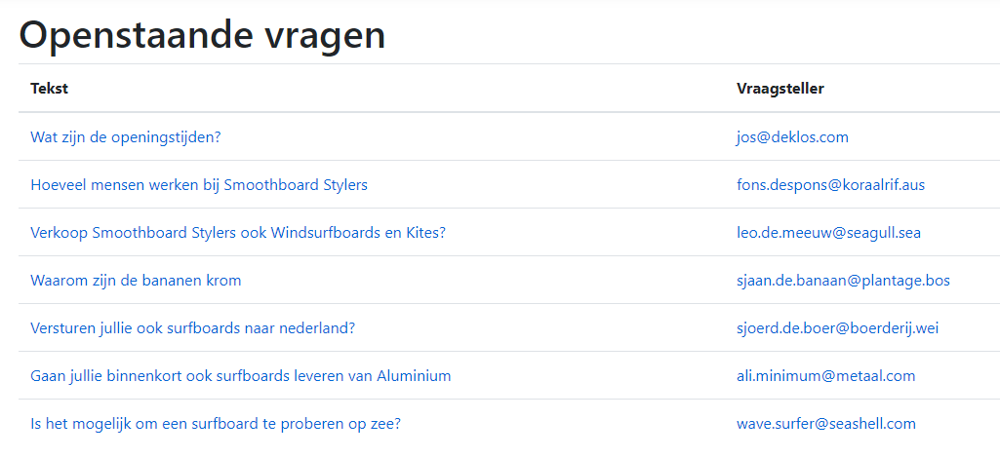 Openstaande vragen
Tekst Vraagsteller
Wat zijn de openingstijden? jos@deklos.com
Hoeveel mensen werken bij Smoothboard Stylers fons.despons@koraalrif.aus
Verkoop Smoothboard Stylers ook Windsurfboards en Kites? leo.de.meeuw@seagull.sea
Waarom zijn de bananen krom sjaan.de.banaan@plantage.bos
Versturen jullie ook surfboards naar nederland? sjoerd.de.boer@boerderij.wei
Gaan jullie binnenkort ook surfboards leveren van Aluminium ali.minimum@metaal.com
Is het mogelijk om een surfboard te proberen op zee? wave.surfer@seashell.com